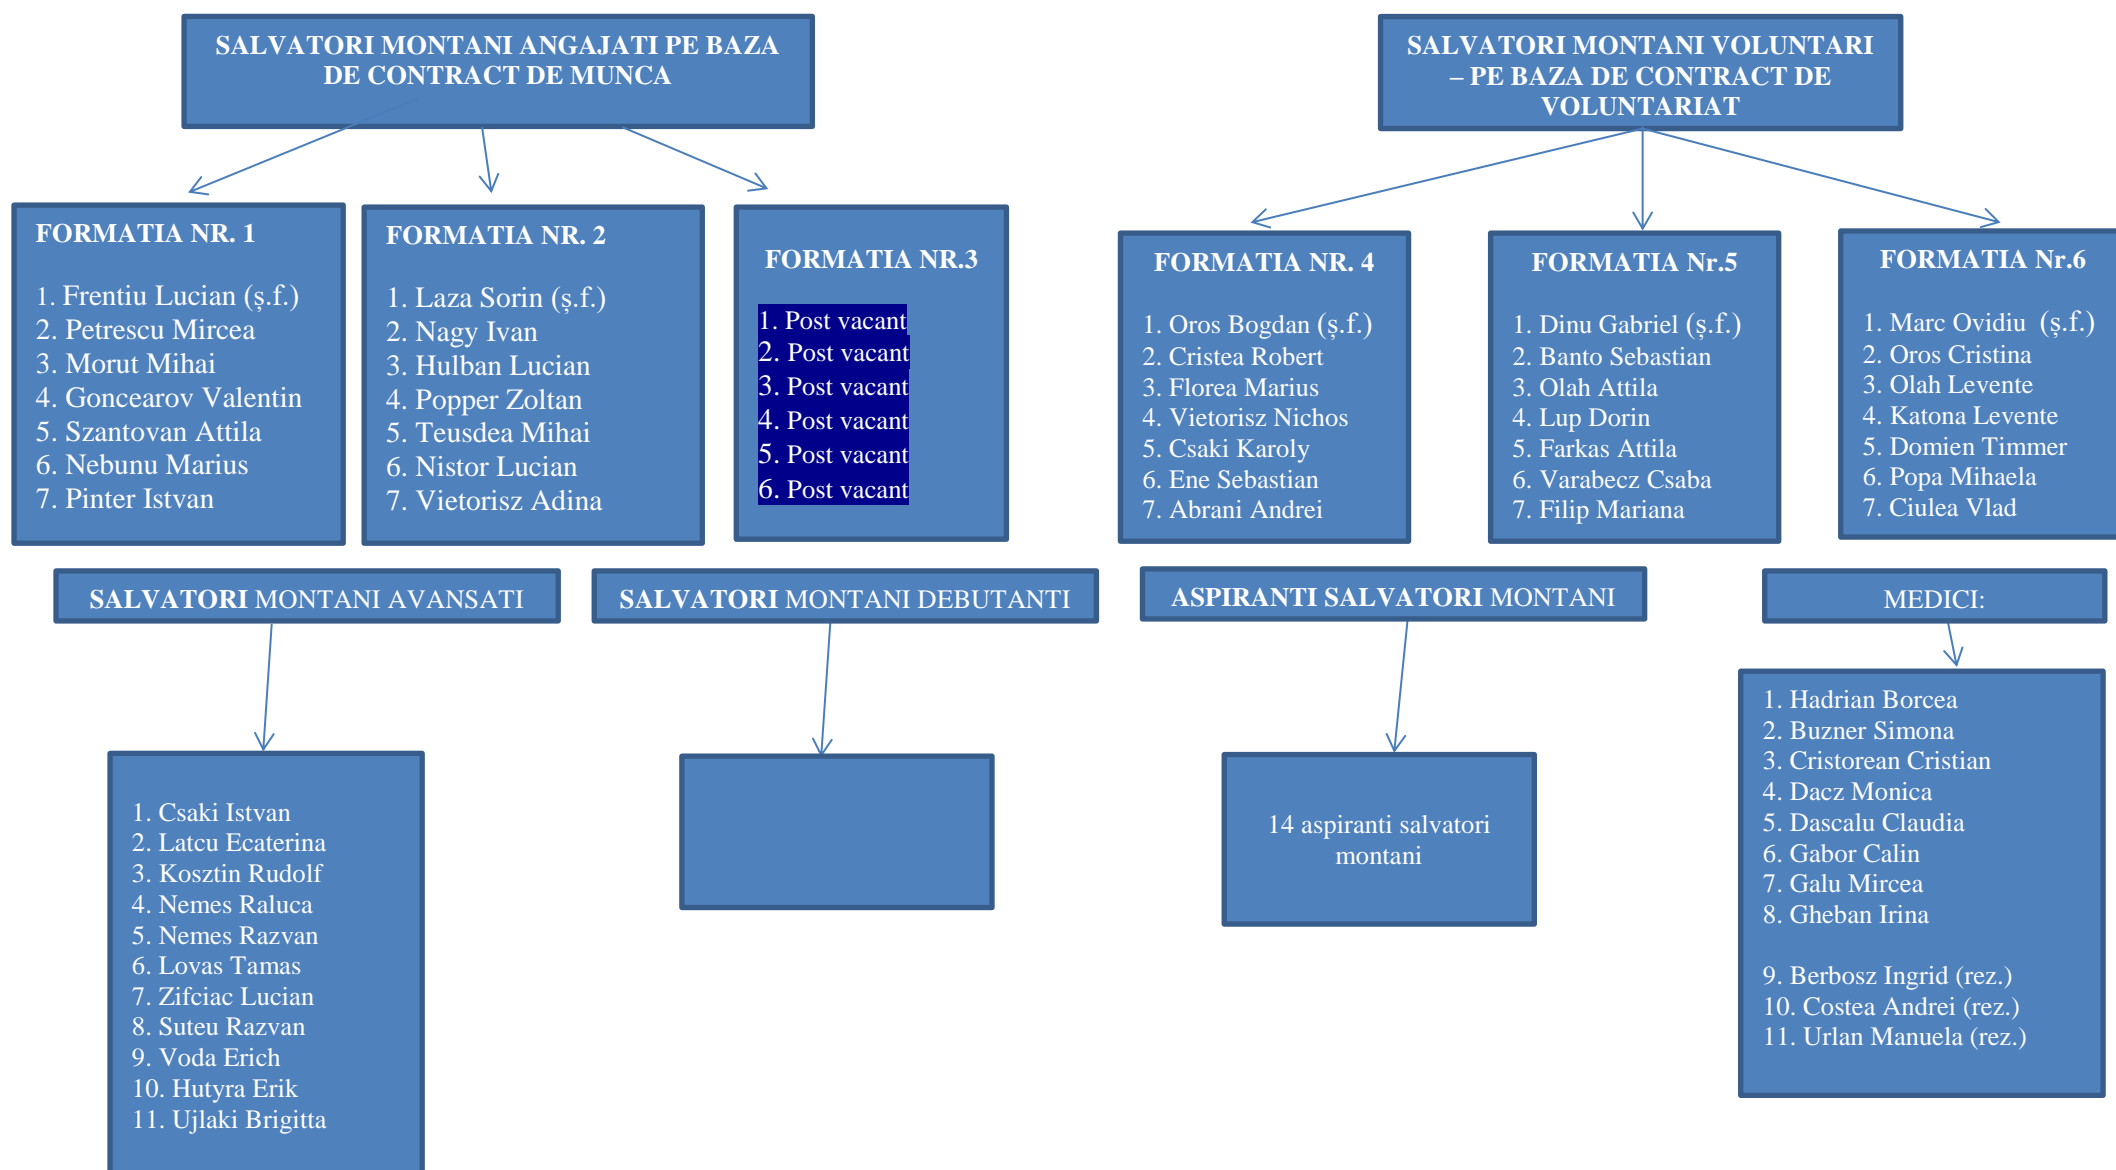 SALVATORI MONTANI ANGAJATI PE BAZA
DE CONTRACT DE MUNCA
SALVATORI MONTANI VOLUNTARI
– PE BAZA DE CONTRACT DE
VOLUNTARIAT
FORMATIA NR. 1
1. Frentiu Lucian (ș.f.)
2. Petrescu Mircea
3. Morut Mihai
4. Goncearov Valentin
5. Szantovan Attila
6. Nebunu Marius
7. Pinter Istvan
FORMATIA NR. 2
1. Laza Sorin (ș.f.)
2. Nagy Ivan
3. Hulban Lucian
4. Popper Zoltan
5. Teusdea Mihai
6. Nistor Lucian
7. Vietorisz Adina
FORMATIA NR.3
1. Post vacant
2. Post vacant
3. Post vacant
4. Post vacant
5. Post vacant
6. Post vacant
FORMATIA NR. 4
1. Oros Bogdan (ș.f.)
2. Cristea Robert
3. Florea Marius
4. Vietorisz Nichos
5. Csaki Karoly
6. Ene Sebastian
7. Abrani Andrei
FORMATIA Nr.5
1. Dinu Gabriel (ș.f.)
2. Banto Sebastian
3. Olah Attila
4. Lup Dorin
5. Farkas Attila
6. Varabecz Csaba
7. Filip Mariana
FORMATIA Nr.6
1. Marc Ovidiu (ș.f.)
2. Oros Cristina
3. Olah Levente
4. Katona Levente
5. Domien Timmer
6. Popa Mihaela
7. Ciulea Vlad
SALVATORI MONTANI AVANSATI
SALVATORI MONTANI DEBUTANTI
ASPIRANTI SALVATORI MONTANI
MEDICI:
1. Csaki Istvan
2. Latcu Ecaterina
3. Kosztin Rudolf
4. Nemes Raluca
5. Nemes Razvan
6. Lovas Tamas
7. Zifciac Lucian
8. Suteu Razvan
9. Voda Erich
10. Hutyra Erik
11. Ujlaki Brigitta
14 aspiranti salvatori
montani
1. Hadrian Borcea
2. Buzner Simona
3. Cristorean Cristian
4. Dacz Monica
5. Dascalu Claudia
6. Gabor Calin
7. Galu Mircea
8. Gheban Irina
9. Berbosz Ingrid (rez.)
10. Costea Andrei (rez.)
11. Urlan Manuela (rez.)